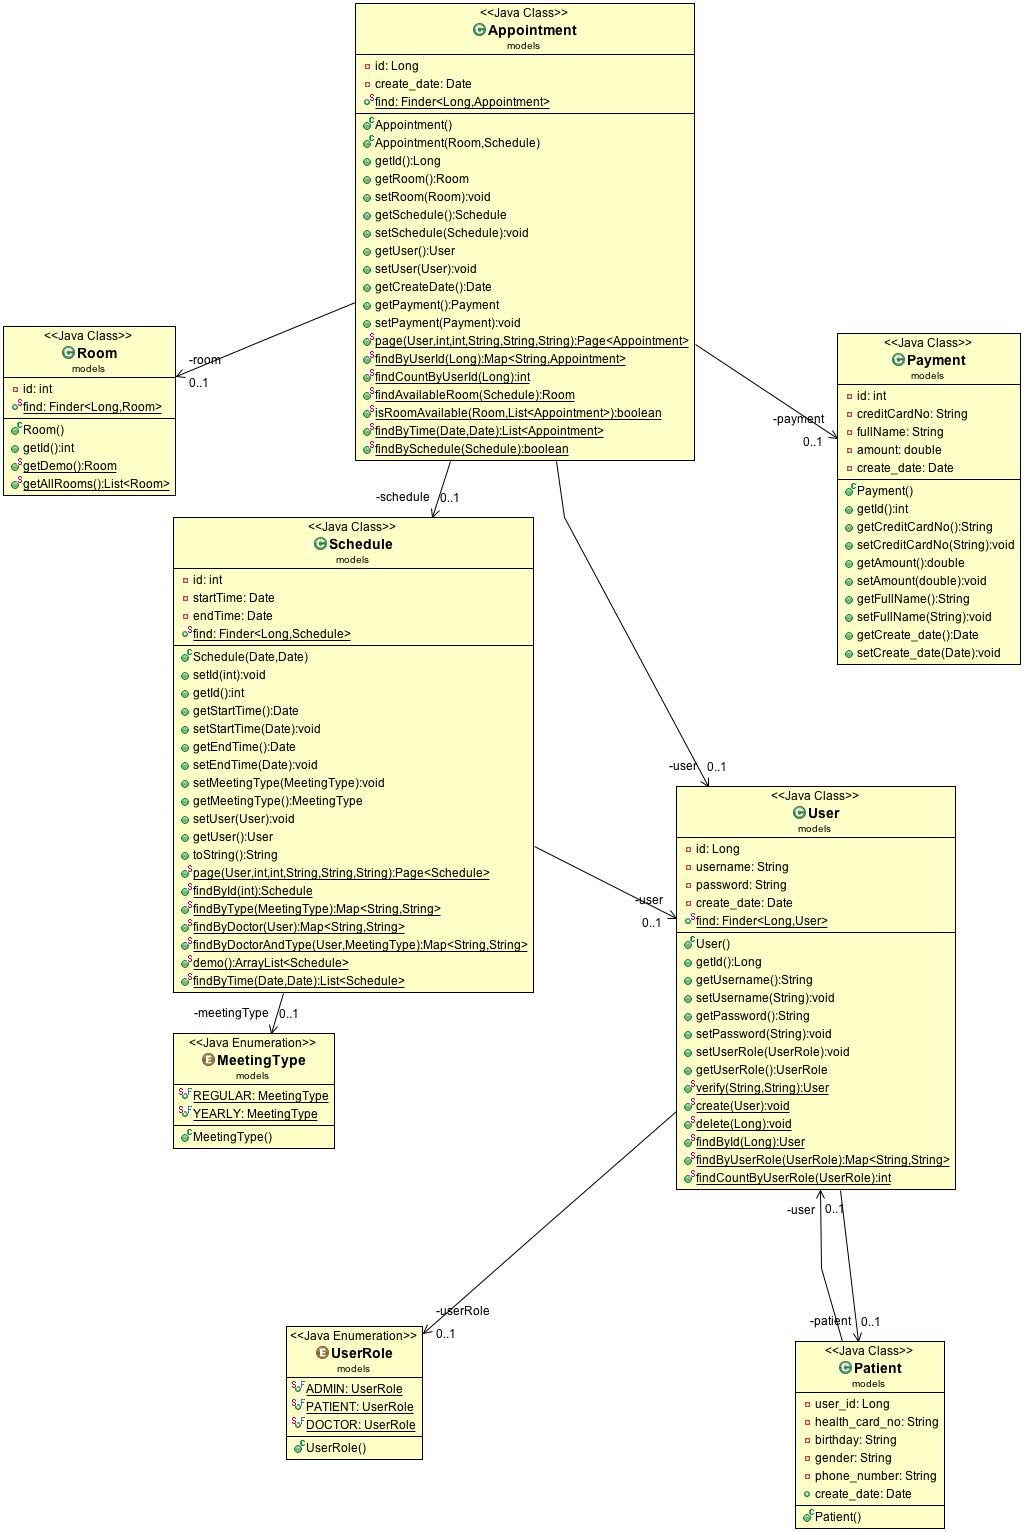 <<Java Class>>
Appointment
models
id: Long
create_date: Date
find: Finder<Long,Appointment>
Appointment()
Appointment(Room,Schedule)
getId():Long
getRoom():Room
setRoom(Room):void
getSchedule():Schedule
setSchedule(Schedule):void
getUser():User
setUser(User):void
getCreateDate():Date
getPayment():Payment
setPayment(Payment):void
page(User,int,int,String,String,String):Page<Appointment>
findByUserId(Long):Map<String,Appointment>
findCountByUserId(Long):int
findAvailableRoom(Schedule):Room
isRoomAvailable(Room,List<Appointment>):boolean
findByTime(Date,Date):List<Appointment>
findBySchedule(Schedule):boolean
-room
0..1
<<Java Class>>
Room
models
id: int
find: Finder<Long,Room>
Room()
getId():int
getDemo():Room
getAllRooms():List<Room>
-payment
0..1
<<Java Class>>
Payment
models
id: int
creditCardNo: String
fullName: String
amount: double
create_date: Date
Payment()
getId():int
getCreditCardNo():String
setCreditCardNo(String):void
getAmount():double
setAmount(double):void
getFullName():String
setFullName(String):void
getCreate_date():Date
setCreate_date(Date):void
-schedule 0..1
<<Java Class>>
Schedule
models
id: int
startTime: Date
endTime: Date
find: Finder<Long,Schedule>
Schedule(Date,Date)
setId(int):void
getId():int
getStartTime():Date
setStartTime(Date):void
getEndTime():Date
setEndTime(Date):void
setMeetingType(MeetingType):void
getMeetingType():MeetingType
setUser(User):void
getUser():User
toString():String
page(User,int,int,String,String,String):Page<Schedule>
findById(int):Schedule
findByType(MeetingType):Map<String,String>
findByDoctor(User):Map<String,String>
findByDoctorAndType(User,MeetingType):Map<String,String>
demo():ArrayList<Schedule>
findByTime(Date,Date):List<Schedule>
-user 0..1
-user
0..1
<<Java Class>>
User
models
id: Long
username: String
password: String
create_date: Date
find: Finder<Long,User>
User()
getId():Long
getUsername():String
setUsername(String):void
getPassword():String
setPassword(String):void
setUserRole(UserRole):void
getUserRole():UserRole
verify(String,String):User
create(User):void
delete(Long):void
findById(Long):User
findByUserRole(UserRole):Map<String,String>
findCountByUserRole(UserRole):int
-meetingType 0..1
<<Java Enumeration>>
MeetingType
models
REGULAR: MeetingType
YEARLY: MeetingType
MeetingType()
-user 0..1
-userRole
0..1
<<Java Enumeration>>
UserRole
models
ADMIN: UserRole
PATIENT: UserRole
DOCTOR: UserRole
UserRole()
-patient 0..1
<<Java Class>>
Patient
models
user_id: Long
health_card_no: String
birthday: String
gender: String
phone_number: String
create_date: Date
Patient()